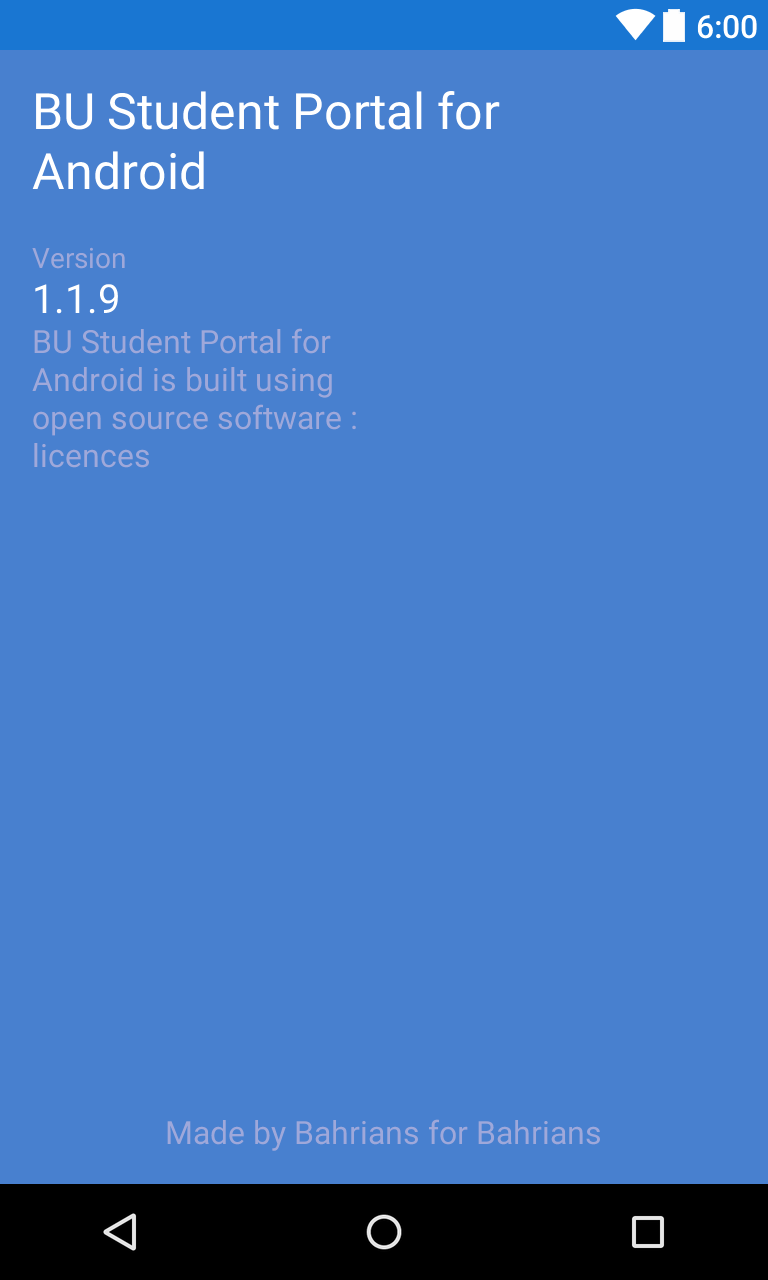 6:00
BU Student Portal for
Android
Version
1.1.9
BU Student Portal for
Android is built using
open source software :
licences
Made by Bahrians for Bahrians